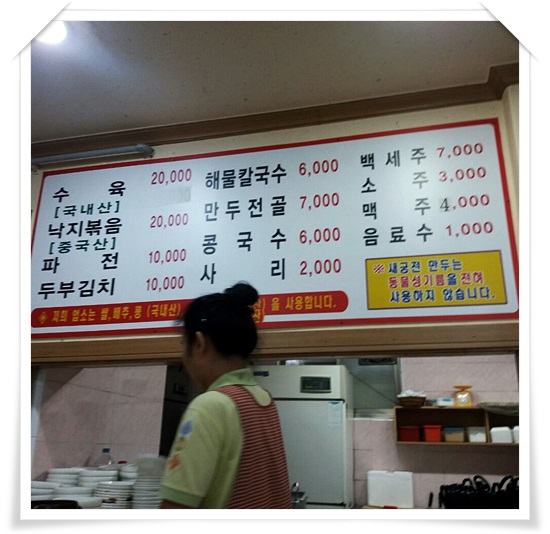 수 육 20,000
[국내산]
낙지볶음 20,000
[중국산]
파 전 10,000
두부김치 10,000
해물칼국수 6,000
만두전골 7,000
콩국수 6,000
사 리 2,000
백세주 7,000
소 주 3,000
맥 주 4,000
음료수 1,000
※ 새궁전 만두는
동물성기름을 전혀
사용하지 않습니다.
※ 저희 업소는 쌀,배추,콩 (국내산) 을 사용합니다.